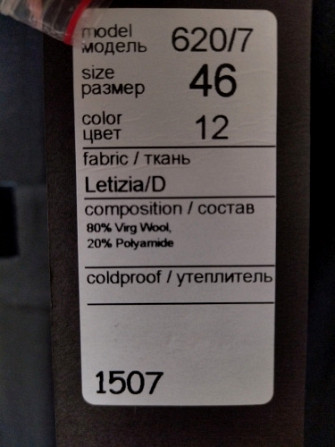 model 620/7
модель
size 46
размер
color 12
цвет
fabric / ткань
Letizia/D
composition / состав
80% Virg Wool,
20% Polyamide
coldproof / утеплитель
1507